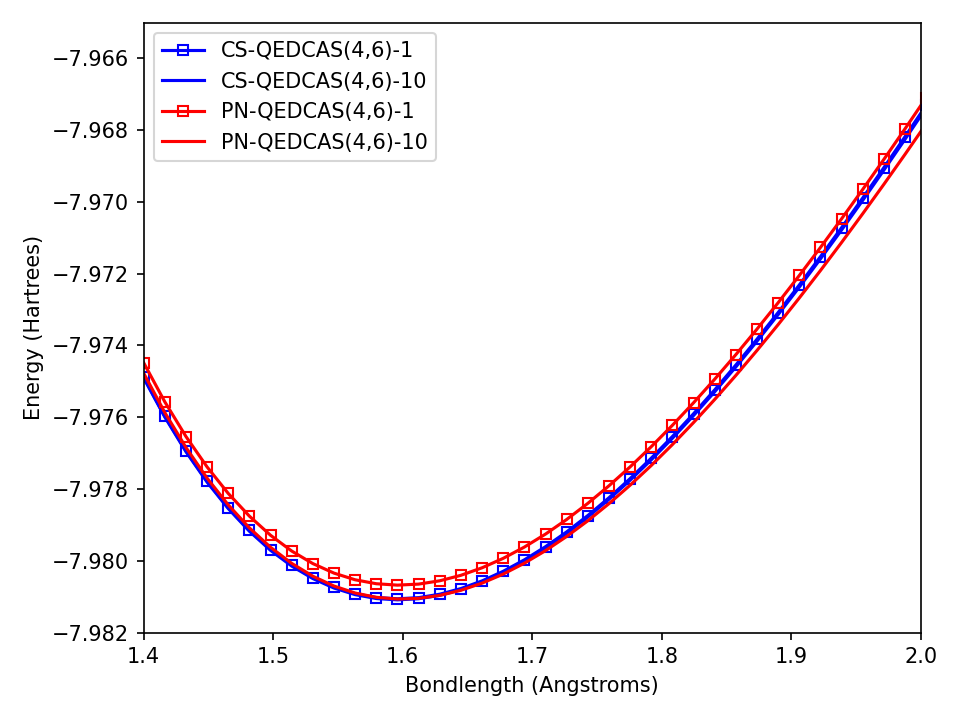 CS-QEDCAS(4,6)-1
CS-QEDCAS(4,6)-10
PN-QEDCAS(4,6)-1
PN-QEDCAS(4,6)-10
Energy (Hartrees)
−7.966
−7.968
−7.970
−7.972
−7.974
−7.976
−7.978
−7.980
−7.982
1.4 1.5 1.6 1.7 1.8 1.9 2.0
Bondlength (Angstroms)